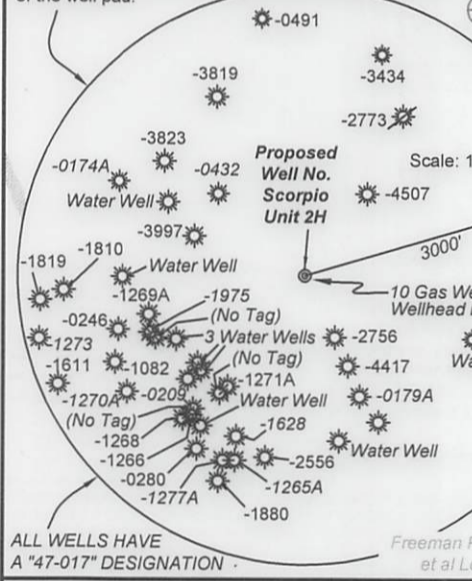 of the well pad.
-0491
-3434
-3819
-2773
-3823
-0174A
-0432
Proposed
Well No.
Scorpio
Unit 2H
Scale: 1
Water Well
-4507
-3997
3000'
-1810
-1819
Water Well
10 Gas We
Wellhead
-1269A
-1975
(No Tag)
-0246
3 Water Wells
-2756
-1273
(No Tag)
Wa
-1611
-1082
-4417
-1271A
-1270A
-0209
Water Well
-0179A
(No Tag)
-1628
-1268
Water Well
-1266
-2556
-0280
-1265A
-1277A
-1880
ALL WELLS HAVE
A "47-017" DESIGNATION
Freeman
et al L